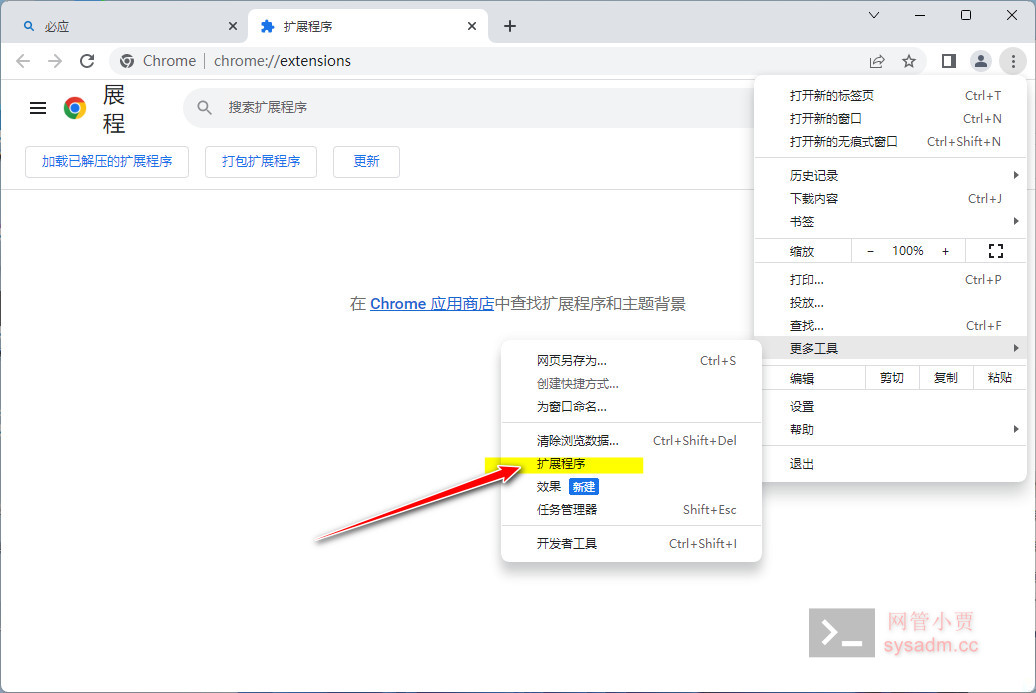 必应
扩展程序
Chrome | chrome://extensions
展
程
搜索扩展程序
加载已解压的扩展程序
打包扩展程序
更新
在 Chrome 应用商店中查找扩展程序和主题背景
打开新的标签页 Ctrl+T
打开新的窗口 Ctrl+N
打开新的无痕式窗口 Ctrl+Shift+N
历史记录
下载内容 Ctrl+J
书签
缩放 - 100% +
打印... Ctrl+P
投放...
查找... Ctrl+F
更多工具
编辑 剪切 复制 粘贴
设置
帮助
退出
网页另存为... Ctrl+S
创建快捷方式...
为窗口命名...
清除浏览数据... Ctrl+Shift+Del
扩展程序
效果 新建
任务管理器 Shift+Esc
开发者工具 Ctrl+Shift+I
网管小贾
sysadm.cc